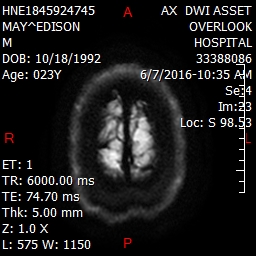 HNE1845924745
MAY^EDISON
M
DOB: 10/18/1992
Age: 023Y
A
AX DWI ASSET
OVERLOOK
HOSPITAL
33388086
6/7/2016-10:35 AM
Se:4
Im:23
Loc: S 98.53
R
L
ET: 1
TR: 6000.00 ms
TE: 74.70 ms
Thk: 5.00 mm
Z: 1.0 X
L: 575 W: 1150
P